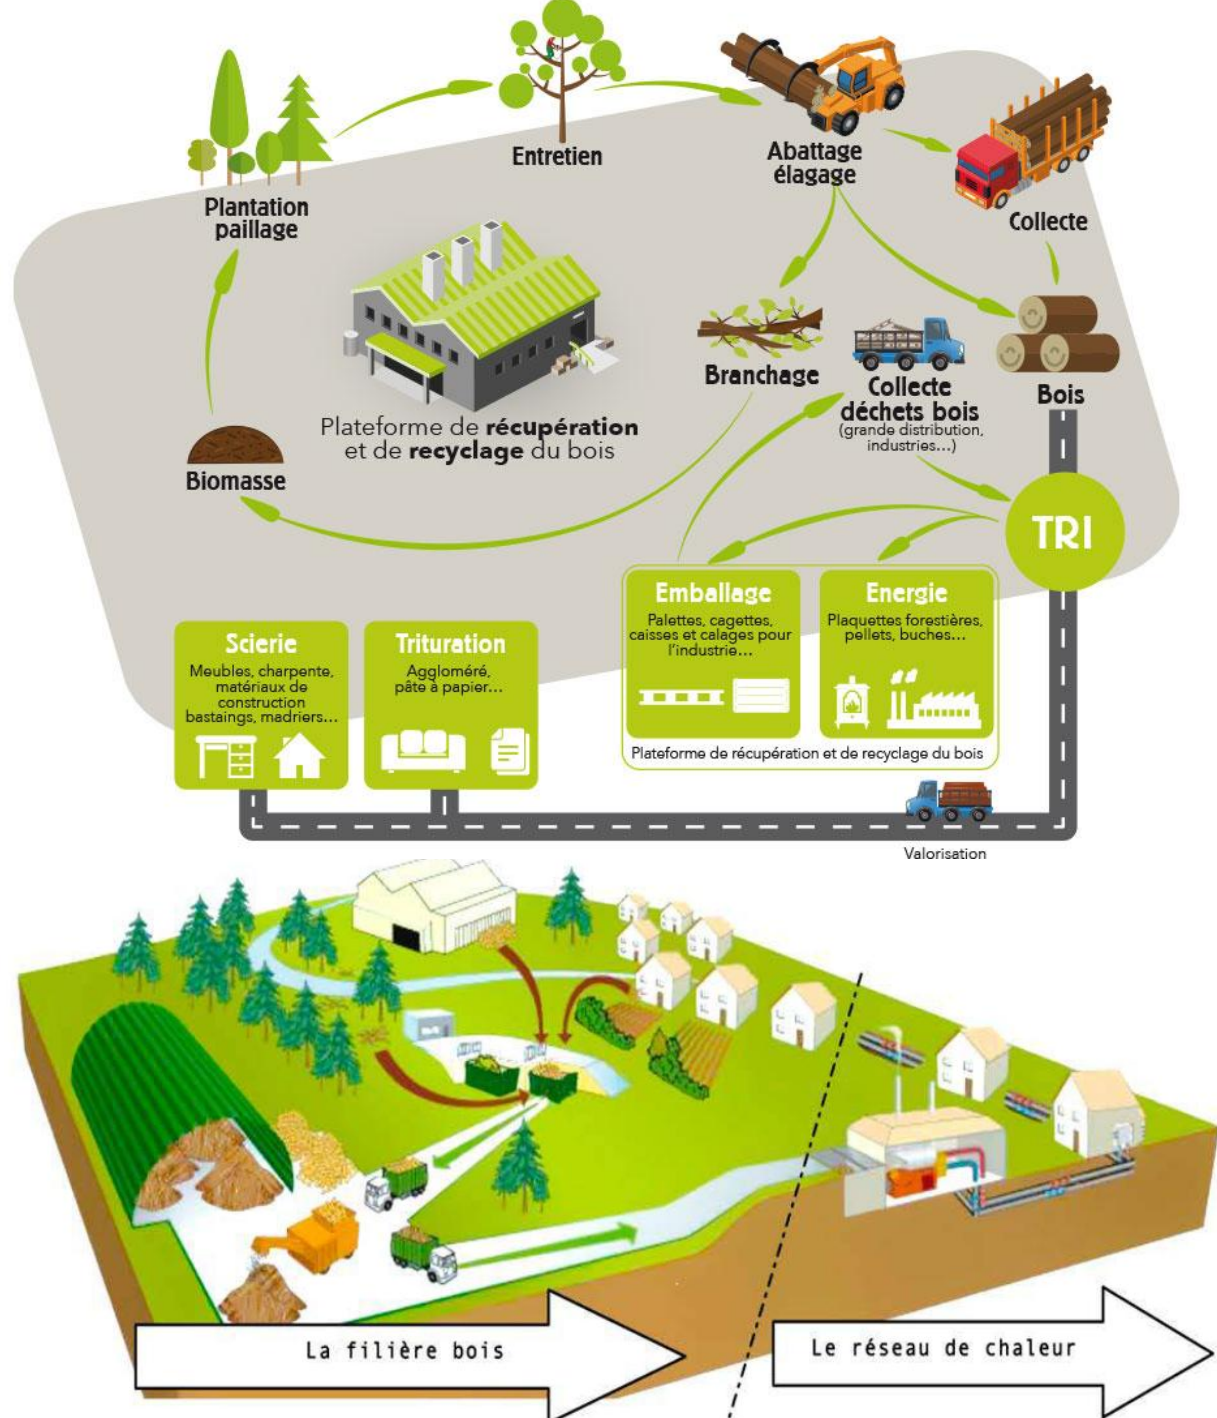 Entretien
Abattage
élagage
Collecte
Plantation
paillage
Branchage
Collecte
déchets bois
(grande distribution,
industries...)
Bois
Plateforme de récupération
et de recyclage du bois
Biomasse
TRI
Emballage
Palettes, cagettes,
caisses et calages pour
l'industrie...
Energie
Plaquettes forestières,
pellets, buches...
Plateforme de récupération et de recyclage du bois
Scierie
Meubles, charpente,
matériaux de
construction
bastaings, madriers...
Trituration
Aggloméré,
pâte à papier...
Valorisation
La filière bois
Le réseau de chaleur